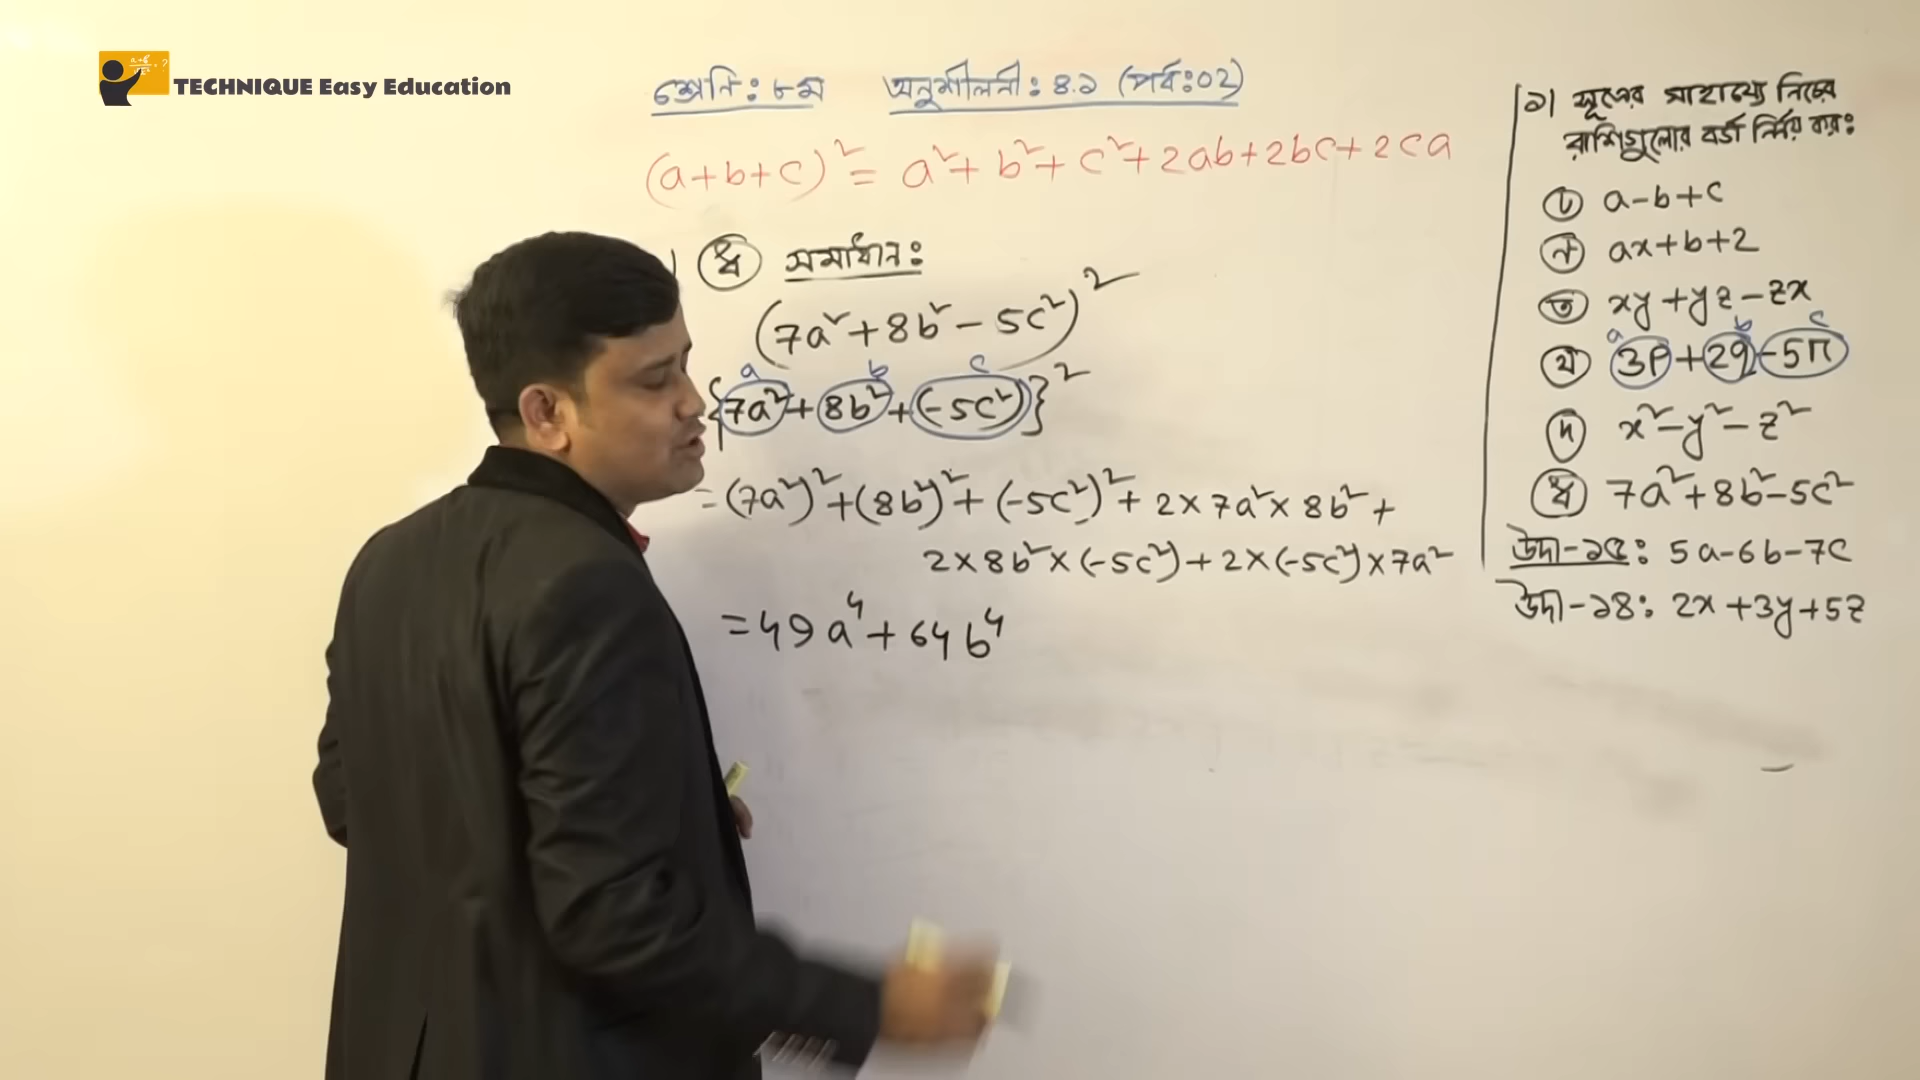 TECHNIQUE Easy Education
শ্রেনি: ৮ম অনুশীলনী: ৪.১ (পর্ব:০২)
(a+b+c)² = a²+b²+c²+2ab+2bc+2ca
ধ সমাধান:
(7a²+8b²-5c²)²
a b c
{7a²+8b²+(-5c²)}²
=(7a²)²+(8b²)²+(-5c²)²+2×7a²×8b²+
2×8b²×(-5c²)+2×(-5c²)×7a²
=49a⁴+64b⁴
১। সূত্রের সাহায্যে নিচের
রাশিগুলোর বর্গ নির্ণয় কর:
a-b+c
ax+b+2
ত xy+yz-zx
a b c
থ 3p+2q-5r
x²-y²-z²
ধ 7a²+8b²-5c²
উদা-১৫: 5a-6b-7c
উদা-১৪: 2x+3y+5z